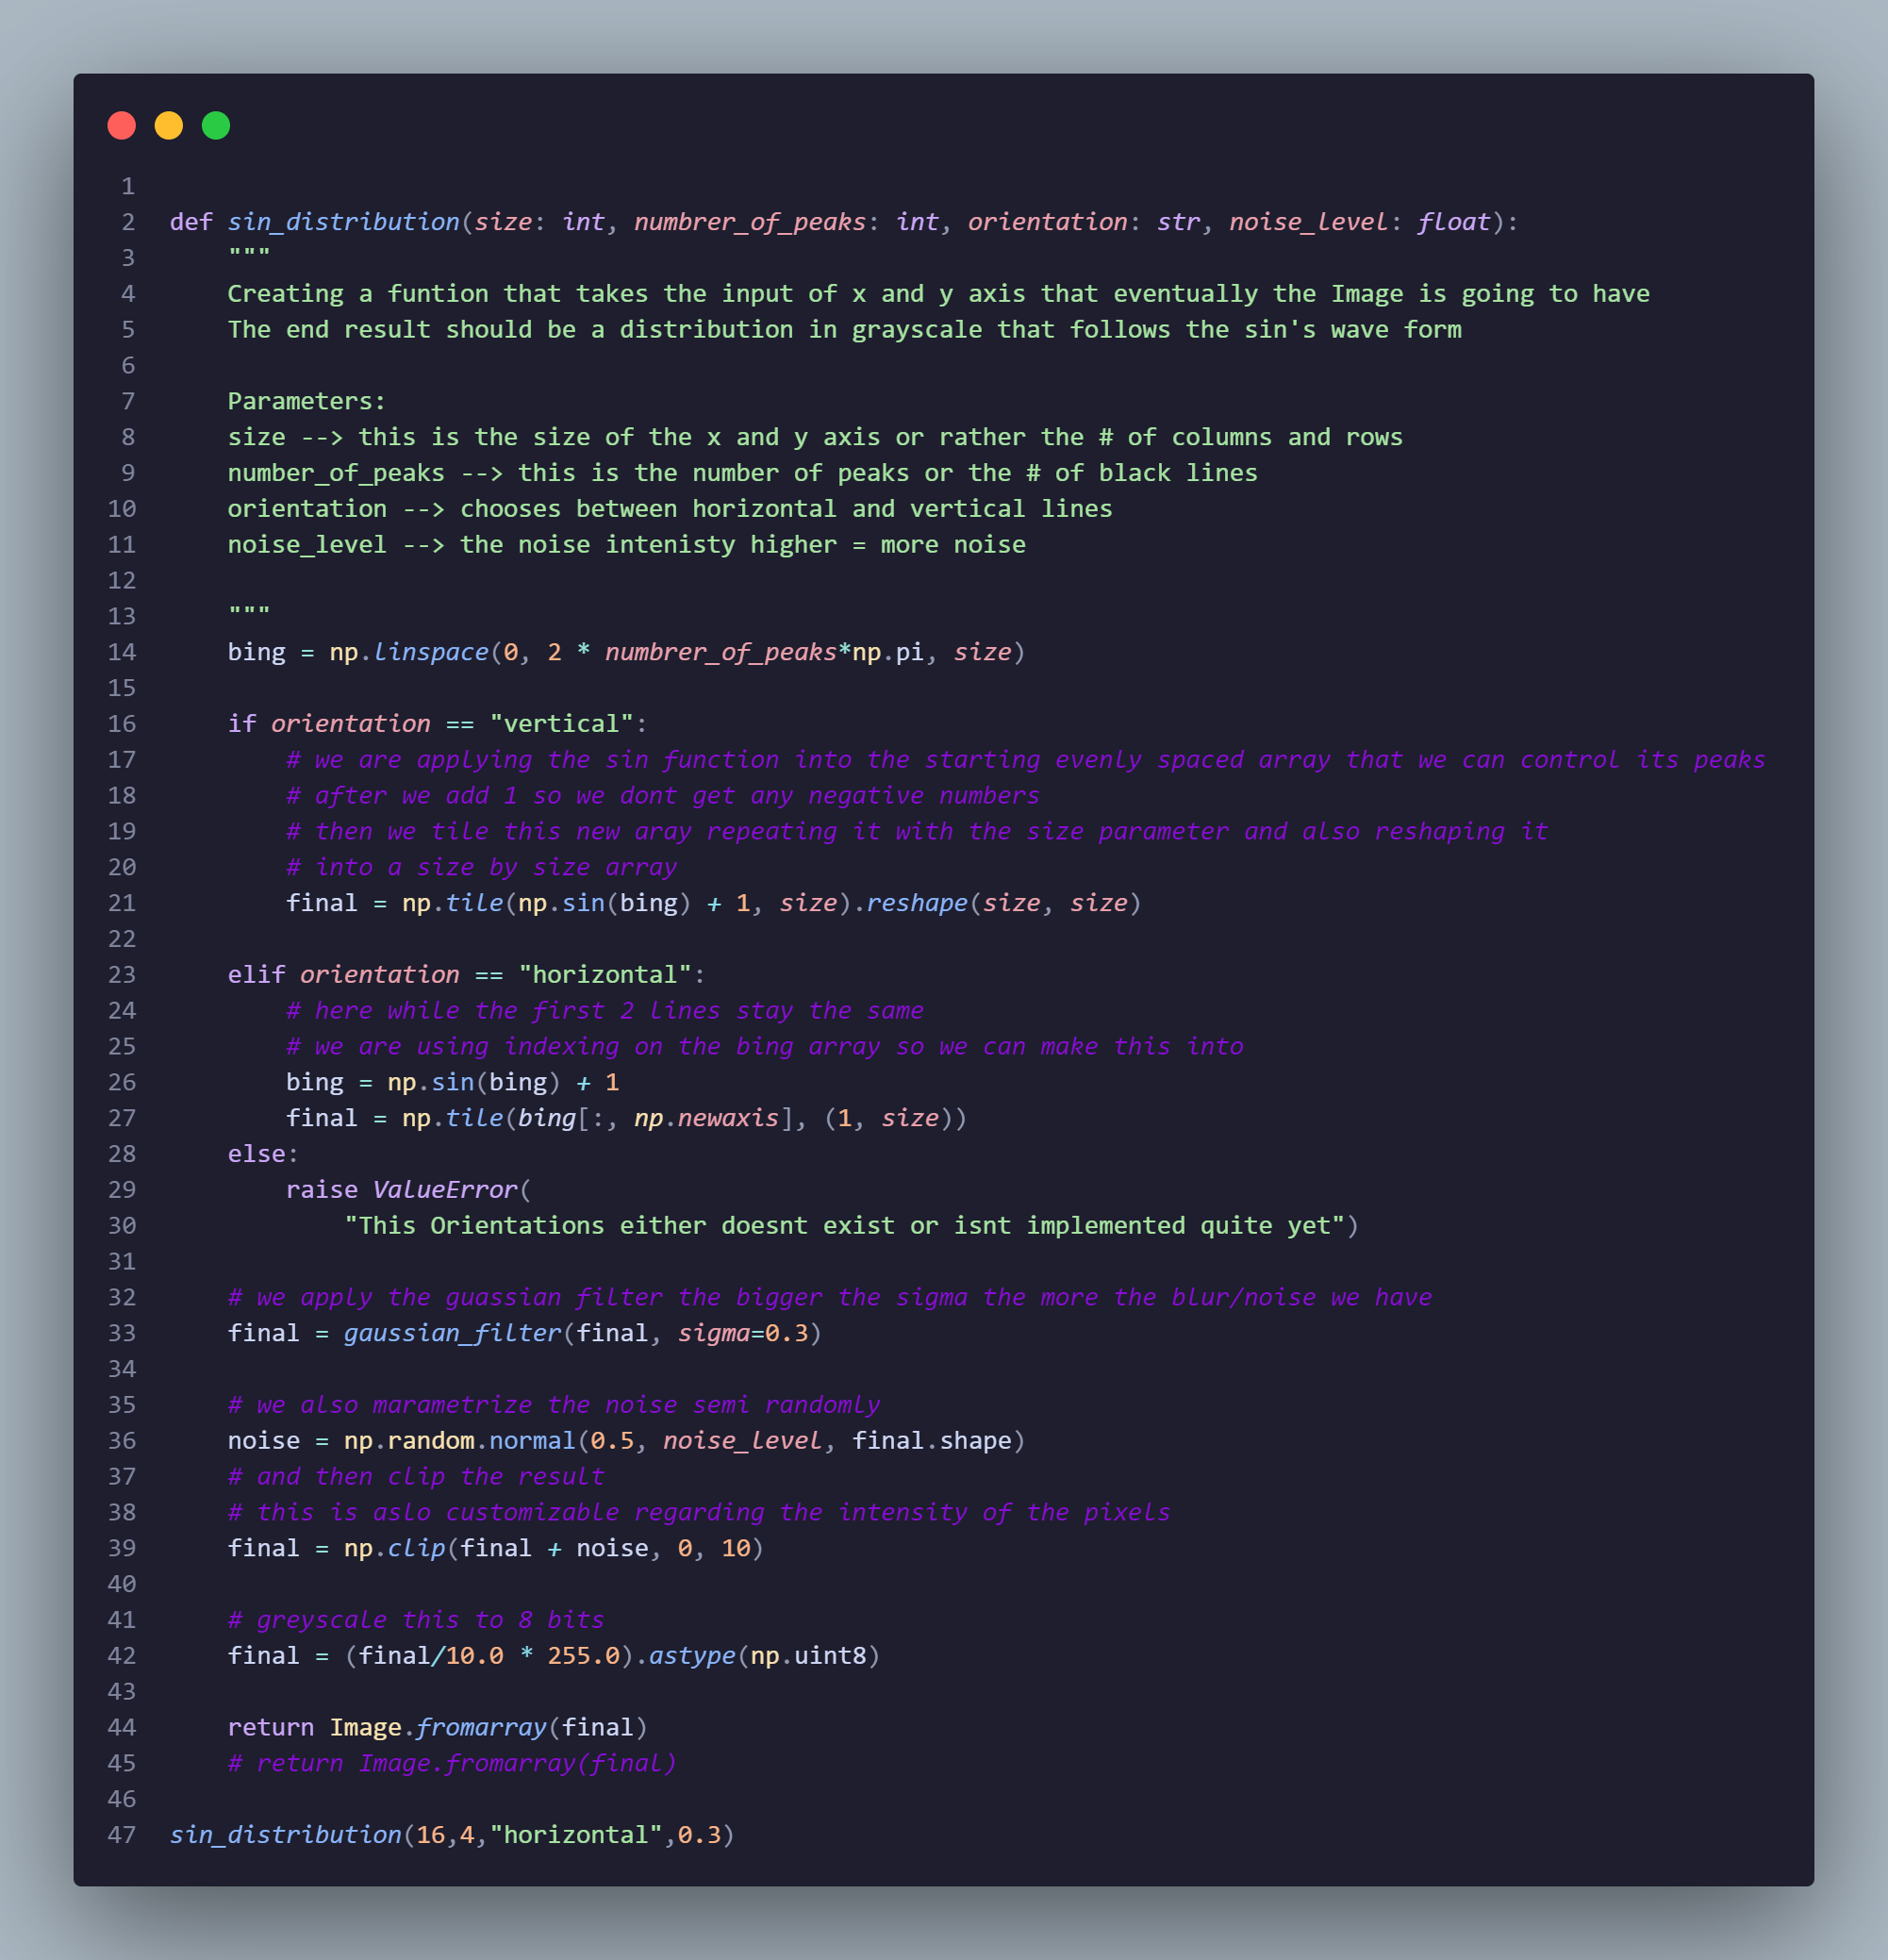 1
2 def sin_distribution(size: int, numbrer_of_peaks: int, orientation: str, noise_level: float):
3     """
4     Creating a funtion that takes the input of x and y axis that eventually the Image is going to have
5     The end result should be a distribution in grayscale that follows the sin's wave form
6
7     Parameters:
8     size --> this is the size of the x and y axis or rather the # of columns and rows
9     number_of_peaks --> this is the number of peaks or the # of black lines
10     orientation --> chooses between horizontal and vertical lines
11     noise_level --> the noise intenisty higher = more noise
12
13     """
14     bing = np.linspace(0, 2 * numbrer_of_peaks*np.pi, size)
15
16     if orientation == "vertical":
17         # we are applying the sin function into the starting evenly spaced array that we can control its peaks
18         # after we add 1 so we dont get any negative numbers
19         # then we tile this new aray repeating it with the size parameter and also reshaping it
20         # into a size by size array
21         final = np.tile(np.sin(bing) + 1, size).reshape(size, size)
22
23     elif orientation == "horizontal":
24         # here while the first 2 lines stay the same
25         # we are using indexing on the bing array so we can make this into
26         bing = np.sin(bing) + 1
27         final = np.tile(bing[:, np.newaxis], (1, size))
28     else:
29         raise ValueError(
30             "This Orientations either doesnt exist or isnt implemented quite yet")
31
32     # we apply the guassian filter the bigger the sigma the more the blur/noise we have
33     final = gaussian_filter(final, sigma=0.3)
34
35     # we also marametrize the noise semi randomly
36     noise = np.random.normal(0.5, noise_level, final.shape)
37     # and then clip the result
38     # this is aslo customizable regarding the intensity of the pixels
39     final = np.clip(final + noise, 0, 10)
40
41     # greyscale this to 8 bits
42     final = (final/10.0 * 255.0).astype(np.uint8)
43
44     return Image.fromarray(final)
45     # return Image.fromarray(final)
46
47 sin_distribution(16,4,"horizontal",0.3)